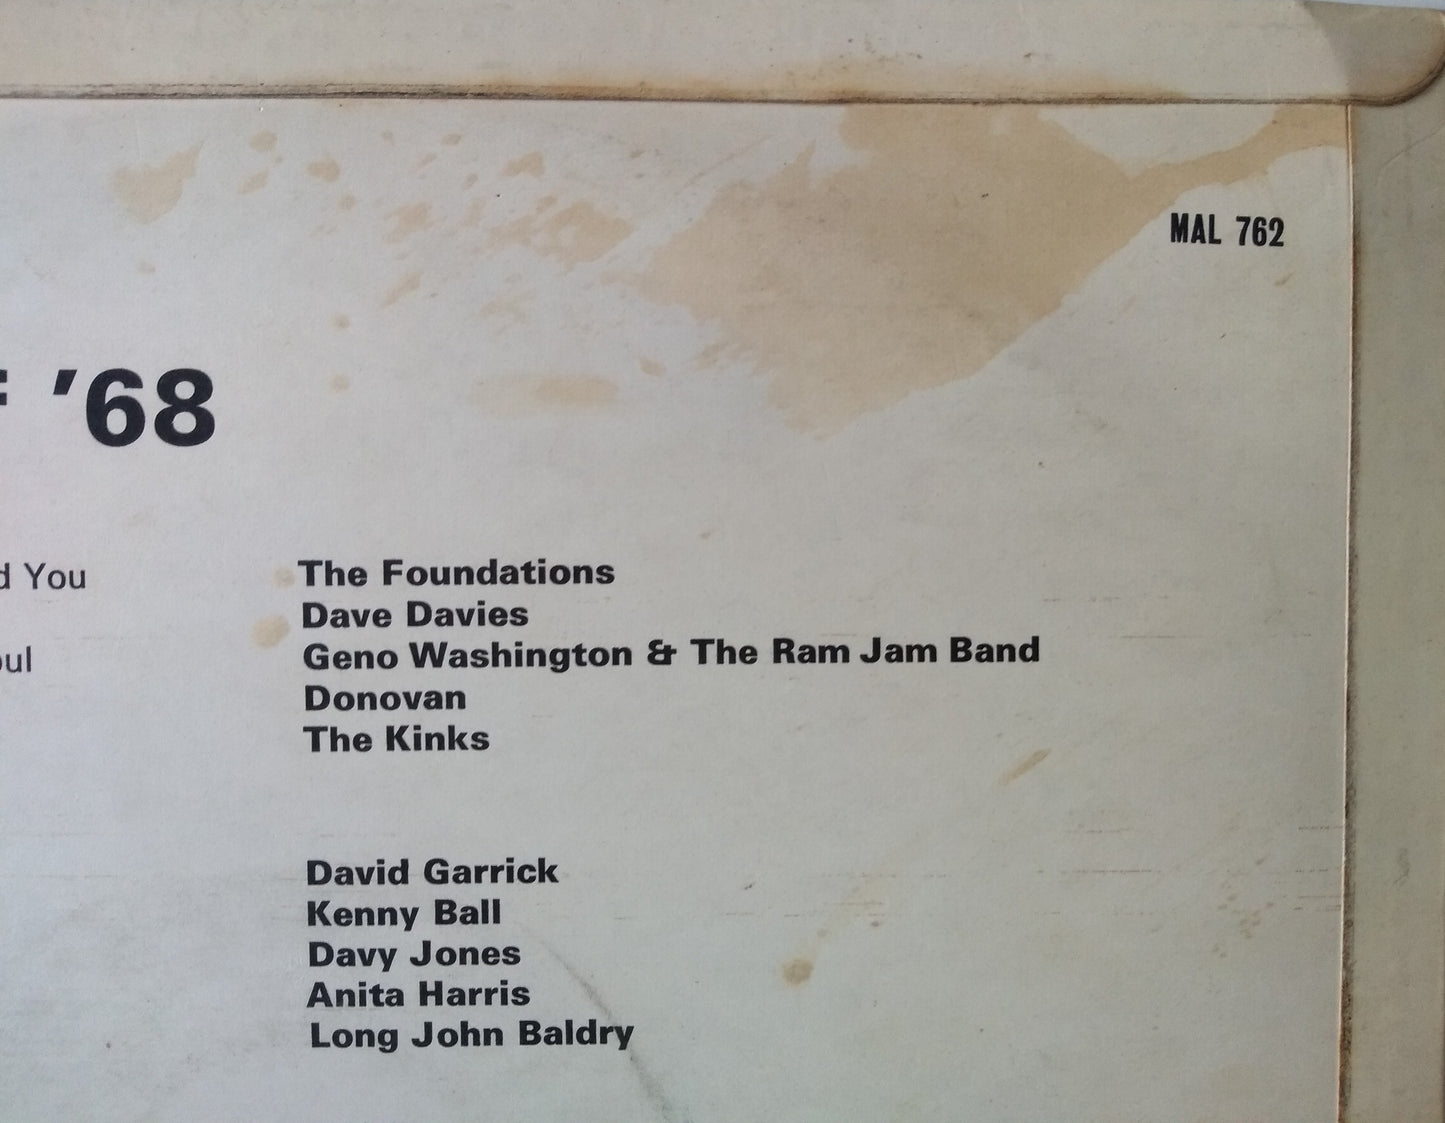 MAL 762
'68
You
The Foundations
Dave Davies
Geno Washington & The Ram Jam Band
Donovan
The Kinks
David Garrick
Kenny Ball
Davy Jones
Anita Harris
Long John Baldry